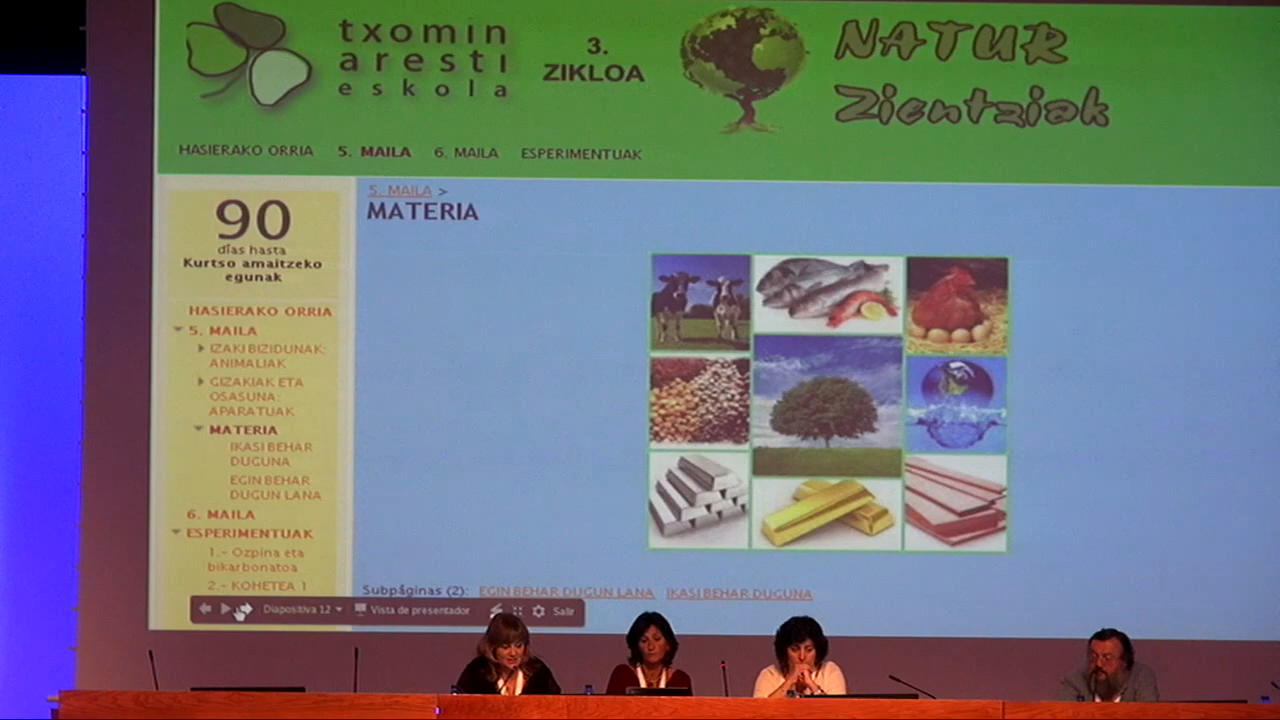 txomin
aresti
eskola
3.
ZIKLOA
NATUR
Zientziak
HASIERAKO ORRIA 5. MAILA 6. MAILA ESPERIMENTUAK
90
días hasta
Kurtso amaitzeko
egunak
HASIERAKO ORRIA
5. MAILA
IZAKI BIZIDUNAK:
ANIMALIAK
GIZAKIAK ETA
OSASUNA:
APARATUAK
MATERIA
IKASI BEHAR
DUGUNA
EGIN BEHAR
DUGUN LANA
6. MAILA
ESPERIMENTUAK
1.- Ozpina eta
bikarbonatoa
2.- KOHETEA 1
5. MAILA >
MATERIA
Subpáginas (2): EGIN BEHAR DUGUN LANA IKASI BEHAR DUGUNA
Diapositiva 12 Vista de presentador Salir